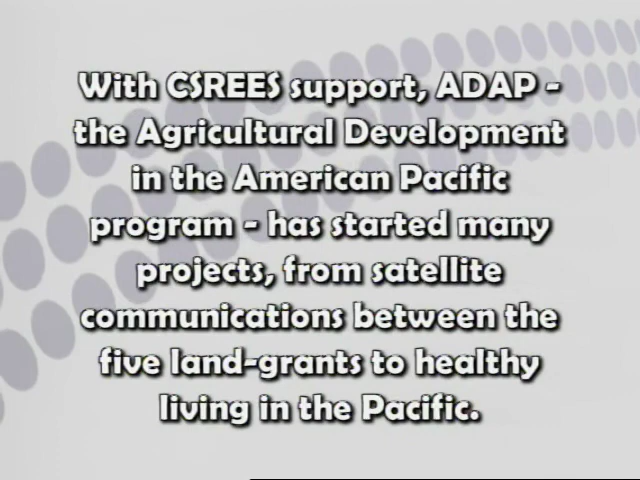 With CSREES support, ADAP -
the Agricultural Development
in the American Pacific
program - has started many
projects, from satellite
communications between the
five land-grants to healthy
living in the Pacific.